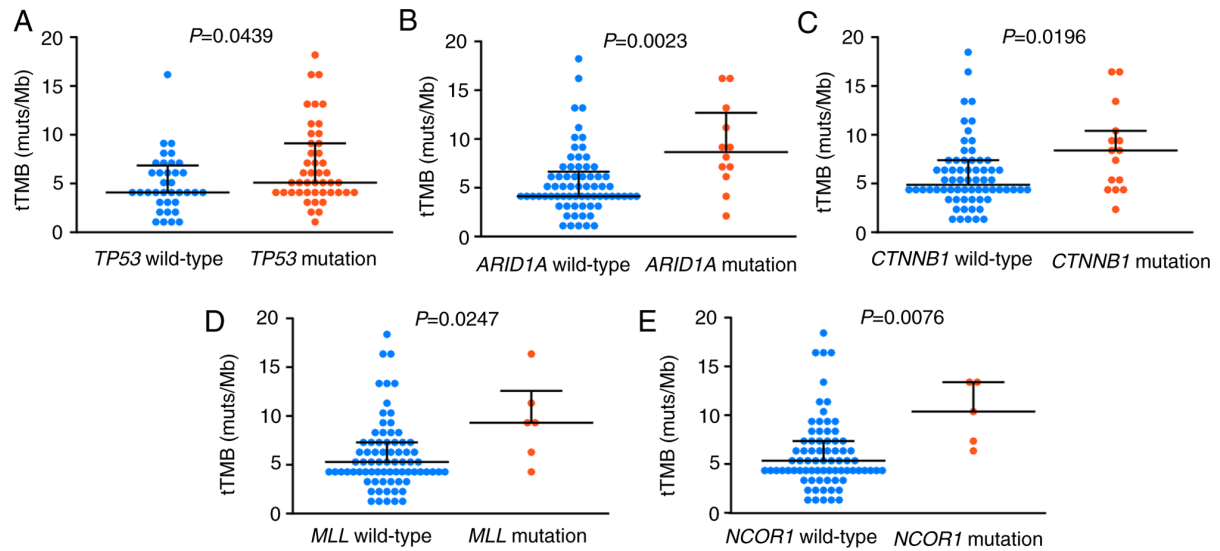 A
P=0.0439
tTMB (muts/Mb)
20
15
10
5
0
TP53 wild-type
TP53 mutation
B
P=0.0023
tTMB (muts/Mb)
20
15
10
5
0
ARID1A wild-type
ARID1A mutation
C
P=0.0196
tTMB (muts/Mb)
20
15
10
5
0
CTNNB1 wild-type
CTNNB1 mutation
D
P=0.0247
tTMB (muts/Mb)
20
15
10
5
0
MLL wild-type
MLL mutation
E
P=0.0076
tTMB (muts/Mb)
20
15
10
5
0
NCOR1 wild-type
NCOR1 mutation